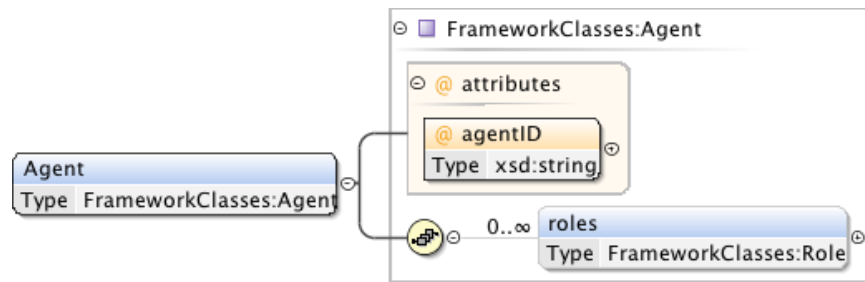 FrameworkClasses:Agent
@ attributes
@ agentID
Type xsd:string
Agent
Type FrameworkClasses:Agent
0..∞ roles
Type FrameworkClasses:Role